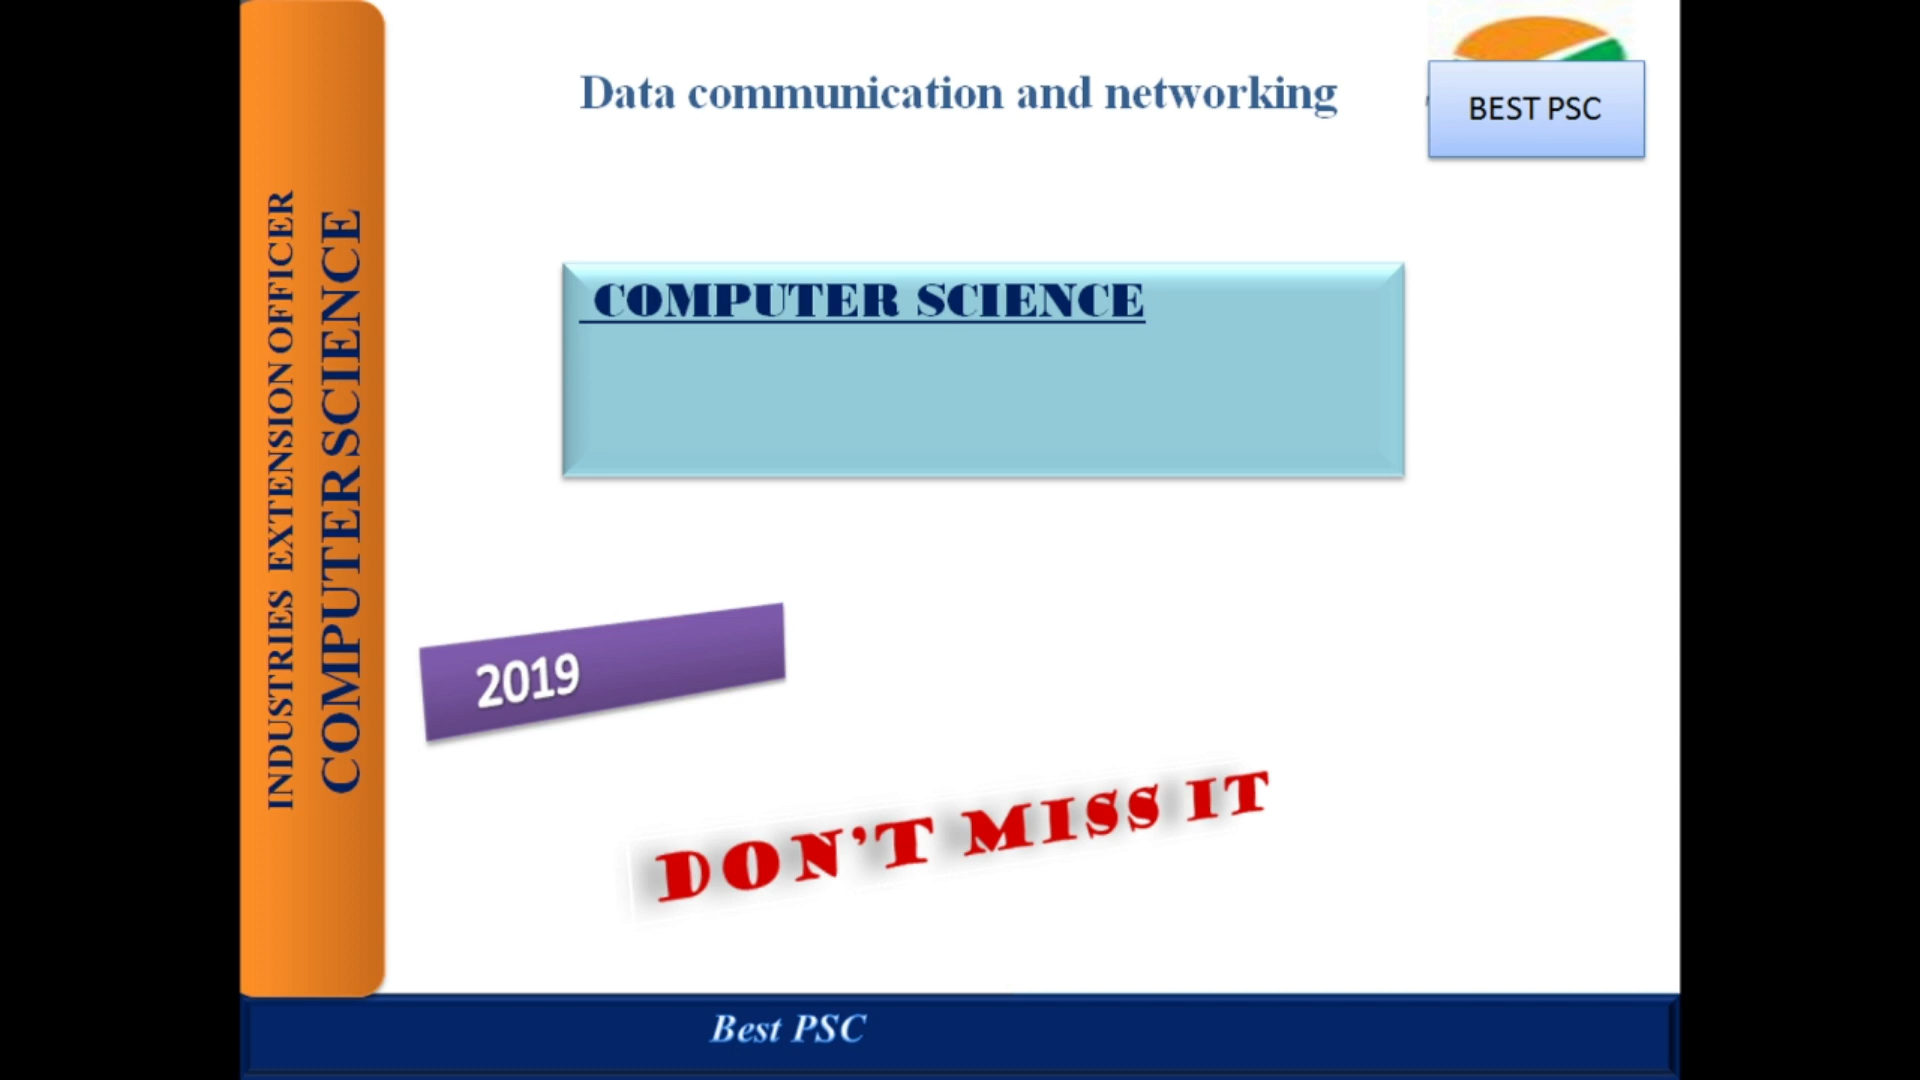 INDUSTRIES EXTENSION OFFICER
COMPUTER SCIENCE
Data communication and networking
BEST PSC
COMPUTER SCIENCE
2019
DON'T MISS IT
Best PSC